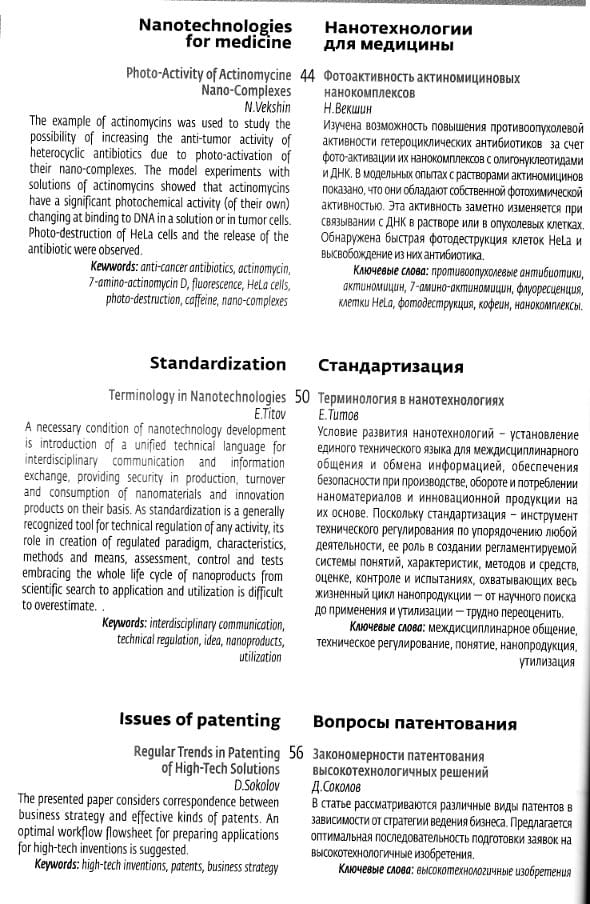 Nanotechnologies
for medicine
Photo-Activity of Actinomycine
Nano-Complexes
N.Vekshin
The example of actinomycins was used to study the
possibility of increasing the anti-tumor activity of
heterocyclic antibiotics due to photo-activation of
their nano-complexes. The model experiments with
solutions of actinomycins showed that actinomycins
have a significant photochemical activity (of their own)
changing at binding to DNA in a solution or in tumor cells.
Photo-destruction of HeLa cells and the release of the
antibiotic were observed.
Kewwords: anti-cancer antibiotics, actinomycin,
7-amino-actinomycin D, fluorescence, HeLa cells,
photo-destruction, caffeine, nano-complexes
44
Нанотехнологии
для медицины
Фотоактивность актиномициновых
нанокомплексов
Н.Векшин
Изучена возможность повышения противоопухолевой
активности гетероциклических антибиотиков за счет
фото-активации их нанокомплексов с олигонуклеотидами
и ДНК. В модельных опытах с растворами актиномицинов
показано, что они обладают собственной фотохимической
активностью. Эта активность заметно изменяется при
связывании с ДНК в растворе или в опухолевых клетках.
Обнаружена быстрая фотодеструкция клеток HeLa и
высвобождение из них антибиотика.
Ключевые слова: противоопухолевые антибиотики,
актиномицин, 7-амино-актиномицин, флуоресценция,
клетки HeLa, фотодеструкция, кофеин, нанокомплексы.
Standardization
Terminology in Nanotechnologies
E.Titov
A necessary condition of nanotechnology development
is introduction of a unified technical language for
interdisciplinary communication and information
exchange, providing security in production, turnover
and consumption of nanomaterials and innovation
products on their basis. As standardization is a generally
recognized tool for technical regulation of any activity, its
role in creation of regulated paradigm, characteristics,
methods and means, assessment, control and tests
embracing the whole life cycle of nanoproducts from
scientific search to application and utilization is difficult
to overestimate. .
Keywords: interdisciplinary communication,
technical regulation, idea, nanoproducts,
utilization
50
Стандартизация
Терминология в нанотехнологиях
Е.Титов
Условие развития нанотехнологий – установление
единого технического языка для междисциплинарного
общения и обмена информацией, обеспечения
безопасности при производстве, обороте и потреблении
наноматериалов и инновационной продукции на
их основе. Поскольку стандартизация – инструмент
технического регулирования по упорядочению любой
деятельности, ее роль в создании регламентируемой
системы понятий, характеристик, методов и средств,
оценке, контроле и испытаниях, охватывающих весь
жизненный цикл нанопродукции — от научного поиска
до применения и утилизации — трудно переоценить.
Ключевые слова: междисциплинарное общение,
техническое регулирование, понятие, нанопродукция,
утилизация
Issues of patenting
Regular Trends in Patenting
of High-Tech Solutions
D.Sokolov
The presented paper considers correspondence between
business strategy and effective kinds of patents. An
optimal workflow flowsheet for preparing applications
for high-tech inventions is suggested.
Keywords: high-tech inventions, patents, business strategy
56
Вопросы патентования
Закономерности патентования
высокотехнологичных решений
Д.Соколов
В статье рассматриваются различные виды патентов в
зависимости от стратегии ведения бизнеса. Предлагается
оптимальная последовательность подготовки заявок на
высокотехнологичные изобретения.
Ключевые слова: высокотехнологичные изобретения